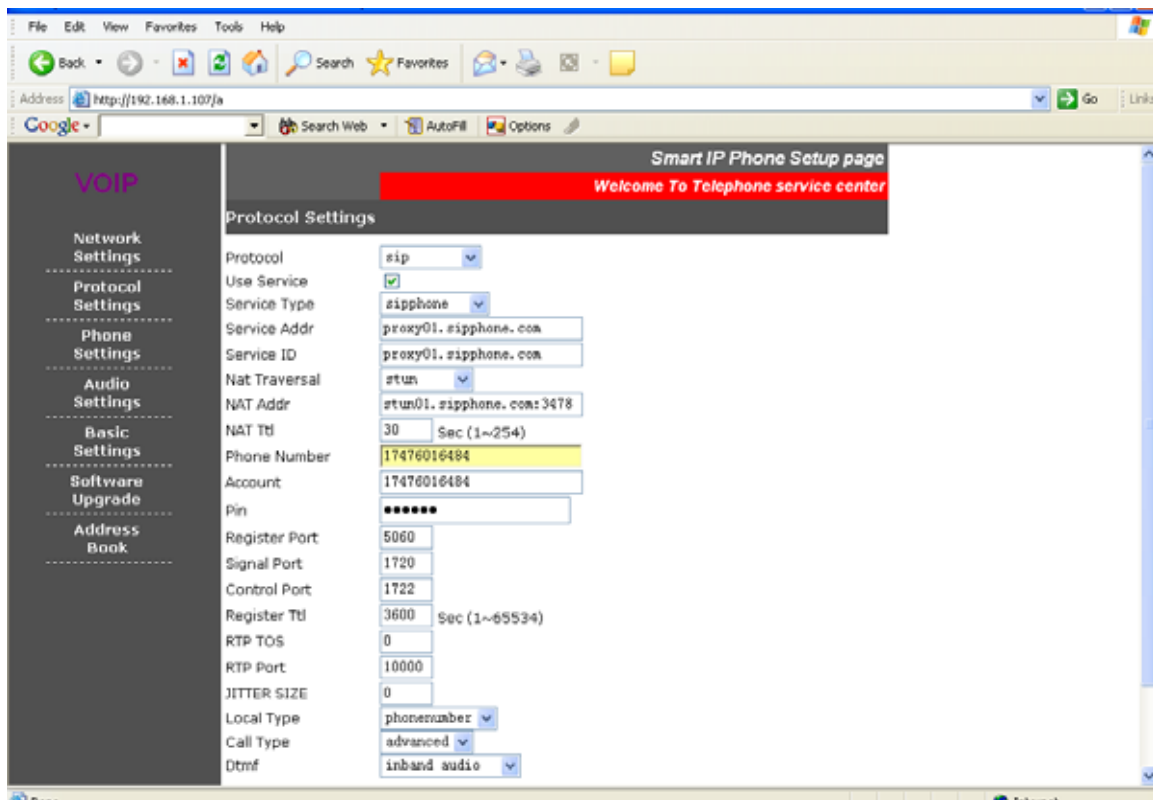 File Edit View Favorites Tools Help
Back Search Favorites
Address http://192.168.1.107/a Go Links
Google Search Web AutoFill Options
Smart IP Phone Setup page
VOIP
Welcome To Telephone service center
Protocol Settings
Network
Settings
Protocol
Settings
Phone
Settings
Audio
Settings
Basic
Settings
Software
Upgrade
Address
Book
Protocol sip
Use Service
Service Type sipphone
Service Addr proxy01.sipphone.com
Service ID proxy01.sipphone.com
Nat Traversal stun
NAT Addr stun01.sipphone.com:3478
NAT Ttl 30 Sec (1~254)
Phone Number 17476016484
Account 17476016484
Pin ●●●●●●
Register Port 5060
Signal Port 1720
Control Port 1722
Register Ttl 3600 Sec (1~65534)
RTP TOS 0
RTP Port 10000
JITTER SIZE 0
Local Type phonenumber
Call Type advanced
Dtmf inband audio